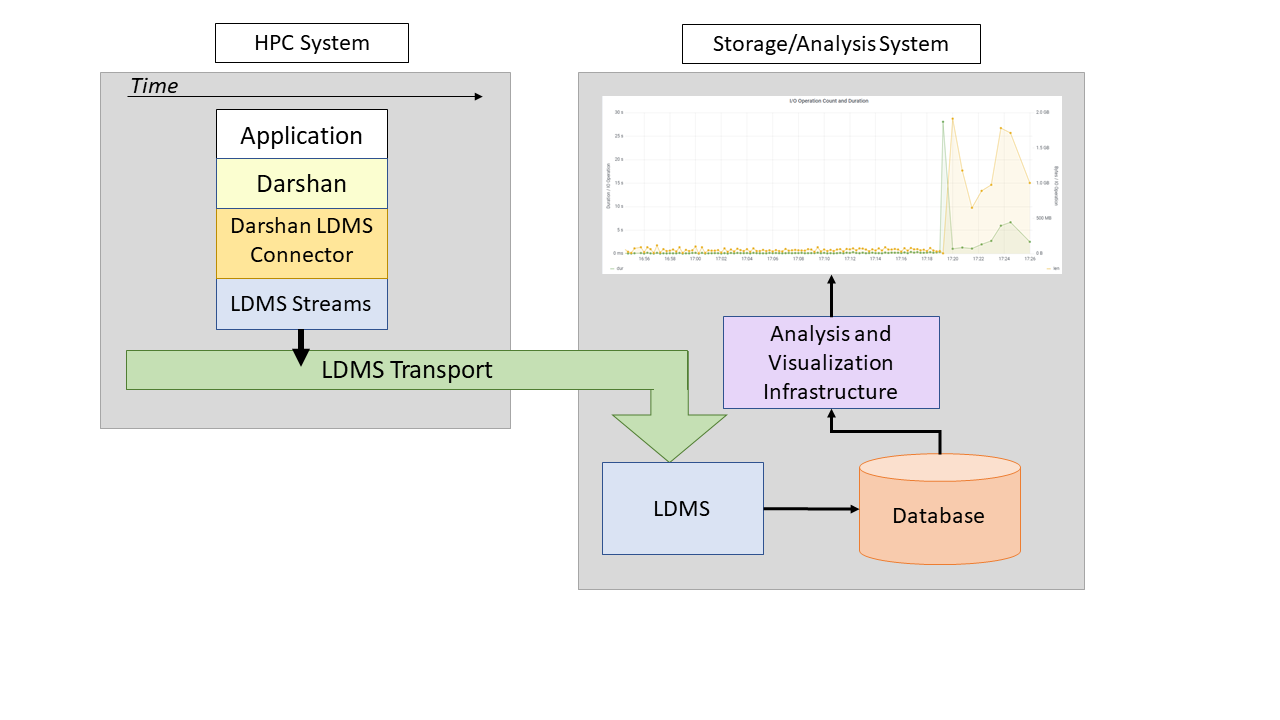 HPC System
Storage/Analysis System
Time
Application
Darshan
Darshan LDMS
Connector
LDMS Streams
LDMS Transport
I/O Operation Count and Duration
30 s
25 s
20 s
15 s
10 s
5 s
0 ms
Duration / I/O Operation
2.0 GB
1.5 GB
1.0 GB
500 MB
0 B
Bytes / I/O Operation
16:56
16:58
17:00
17:02
17:04
17:06
17:08
17:10
17:12
17:14
17:16
17:18
17:20
17:22
17:24
17:26
dur
len
Analysis and
Visualization
Infrastructure
LDMS
Database